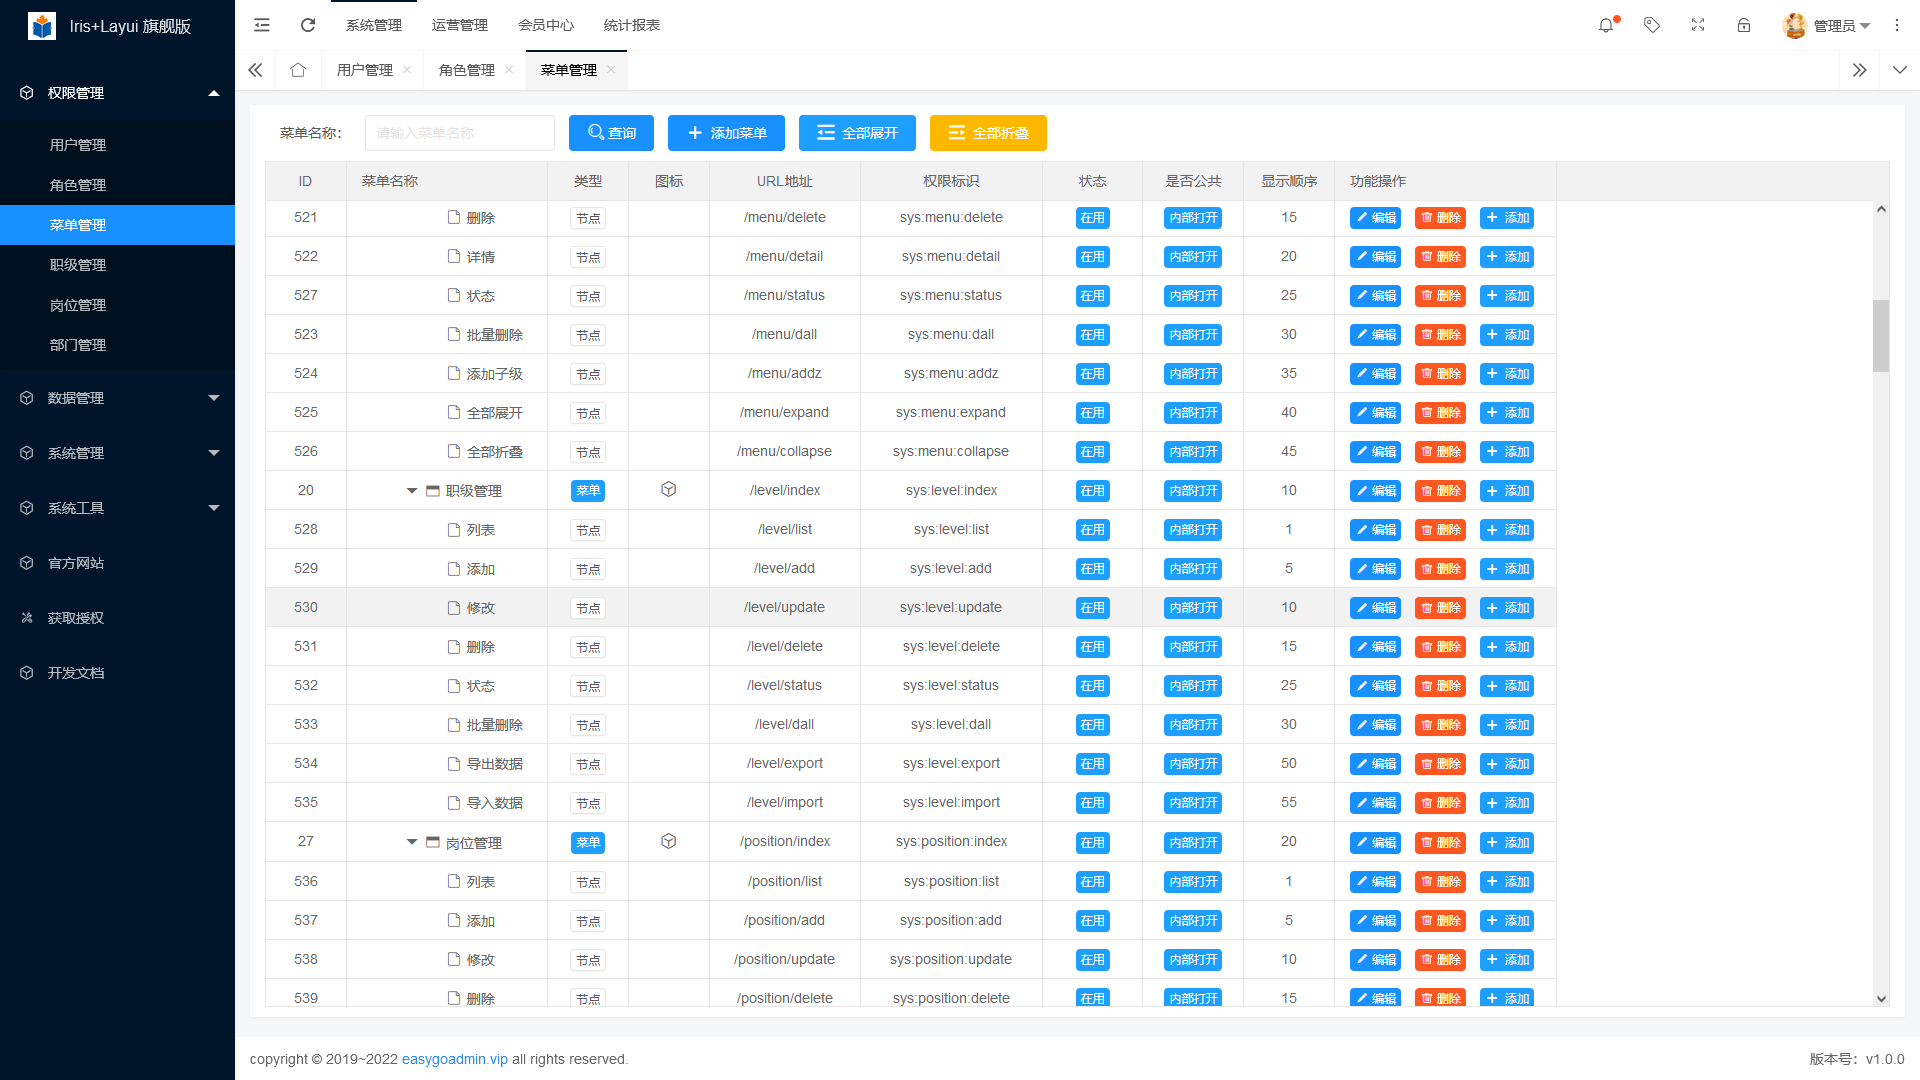 Iris+Layui 旗舰版
系统管理 运营管理 会员中心 统计报表 管理员
用户管理 角色管理 菜单管理
权限管理
用户管理
角色管理
菜单管理
职级管理
岗位管理
部门管理
数据管理
系统管理
系统工具
官方网站
获取授权
开发文档
菜单名称： 请输入菜单名称 查询 添加菜单 全部展开 全部折叠
ID 菜单名称 类型 图标 URL地址 权限标识 状态 是否公共 显示顺序 功能操作
521 删除 节点 /menu/delete sys:menu:delete 在用 内部打开 15 编辑 删除 添加
522 详情 节点 /menu/detail sys:menu:detail 在用 内部打开 20 编辑 删除 添加
527 状态 节点 /menu/status sys:menu:status 在用 内部打开 25 编辑 删除 添加
523 批量删除 节点 /menu/dall sys:menu:dall 在用 内部打开 30 编辑 删除 添加
524 添加子级 节点 /menu/addz sys:menu:addz 在用 内部打开 35 编辑 删除 添加
525 全部展开 节点 /menu/expand sys:menu:expand 在用 内部打开 40 编辑 删除 添加
526 全部折叠 节点 /menu/collapse sys:menu:collapse 在用 内部打开 45 编辑 删除 添加
20 职级管理 菜单 /level/index sys:level:index 在用 内部打开 10 编辑 删除 添加
528 列表 节点 /level/list sys:level:list 在用 内部打开 1 编辑 删除 添加
529 添加 节点 /level/add sys:level:add 在用 内部打开 5 编辑 删除 添加
530 修改 节点 /level/update sys:level:update 在用 内部打开 10 编辑 删除 添加
531 删除 节点 /level/delete sys:level:delete 在用 内部打开 15 编辑 删除 添加
532 状态 节点 /level/status sys:level:status 在用 内部打开 25 编辑 删除 添加
533 批量删除 节点 /level/dall sys:level:dall 在用 内部打开 30 编辑 删除 添加
534 导出数据 节点 /level/export sys:level:export 在用 内部打开 50 编辑 删除 添加
535 导入数据 节点 /level/import sys:level:import 在用 内部打开 55 编辑 删除 添加
27 岗位管理 菜单 /position/index sys:position:index 在用 内部打开 20 编辑 删除 添加
536 列表 节点 /position/list sys:position:list 在用 内部打开 1 编辑 删除 添加
537 添加 节点 /position/add sys:position:add 在用 内部打开 5 编辑 删除 添加
538 修改 节点 /position/update sys:position:update 在用 内部打开 10 编辑 删除 添加
539 删除 节点 /position/delete sys:position:delete 在用 内部打开 15 编辑 删除 添加
copyright © 2019~2022 easygoadmin.vip all rights reserved. 版本号：v1.0.0